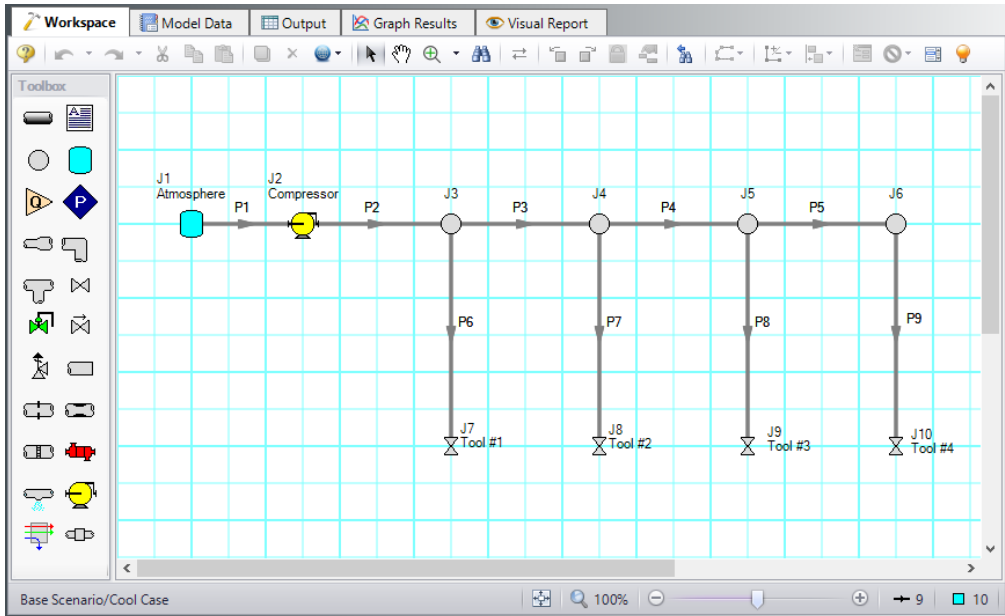 Workspace Model Data Output Graph Results Visual Report
Toolbox
J1
Atmosphere
J2
Compressor
J3
J4
J5
J6
P1
P2
P3
P4
P5
Q
P
P6
P7
P8
P9
J7
Tool #1
J8
Tool #2
J9
Tool #3
J10
Tool #4
Base Scenario/Cool Case 100% 9 10